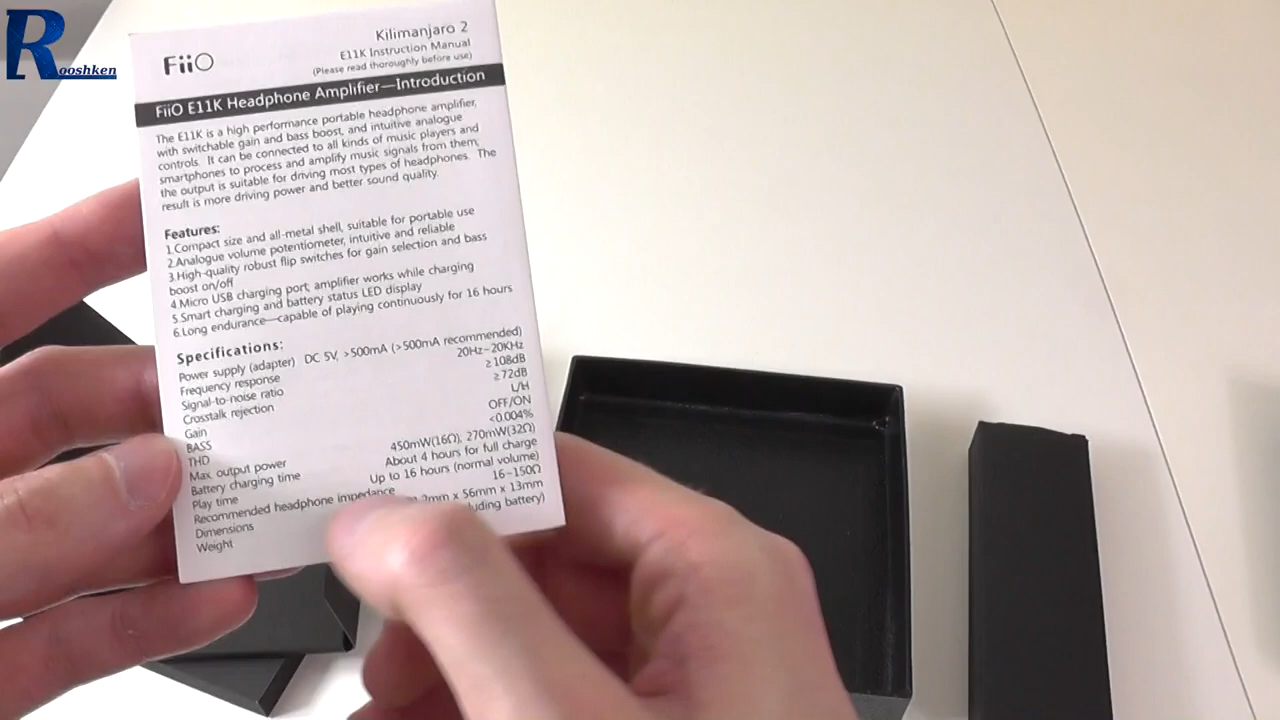 Rooshken
FiiO
Kilimanjaro 2
E11K Instruction Manual
(Please read thoroughly before use)
FiiO E11K Headphone Amplifier—Introduction
The E11K is a high performance portable headphone amplifier,
with switchable gain and bass boost, and intuitive analogue
controls. It can be connected to all kinds of music players and
smartphones to process and amplify music signals from them,
the output is suitable for driving most types of headphones. The
result is more driving power and better sound quality.
Features:
1.Compact size and all-metal shell, suitable for portable use
2.Analogue volume potentiometer, intuitive and reliable
3.High-quality robust flip switches for gain selection and bass
boost on/off
4.Micro USB charging port; amplifier works while charging
5.Smart charging and battery status LED display
6.Long endurance—capable of playing continuously for 16 hours
Specifications:
Power supply (adapter) DC 5V, >500mA (>500mA recommended)
Frequency response 20Hz~20KHz
Signal-to-noise ratio ≥108dB
Crosstalk rejection ≥72dB
Gain L/H
BASS OFF/ON
THD <0.004%
Max. output power 450mW(16Ω); 270mW(32Ω)
Battery charging time About 4 hours for full charge
Play time Up to 16 hours (normal volume)
Recommended headphone impedance 16~150Ω
Dimensions 2mm x 56mm x 13mm
Weight battery)